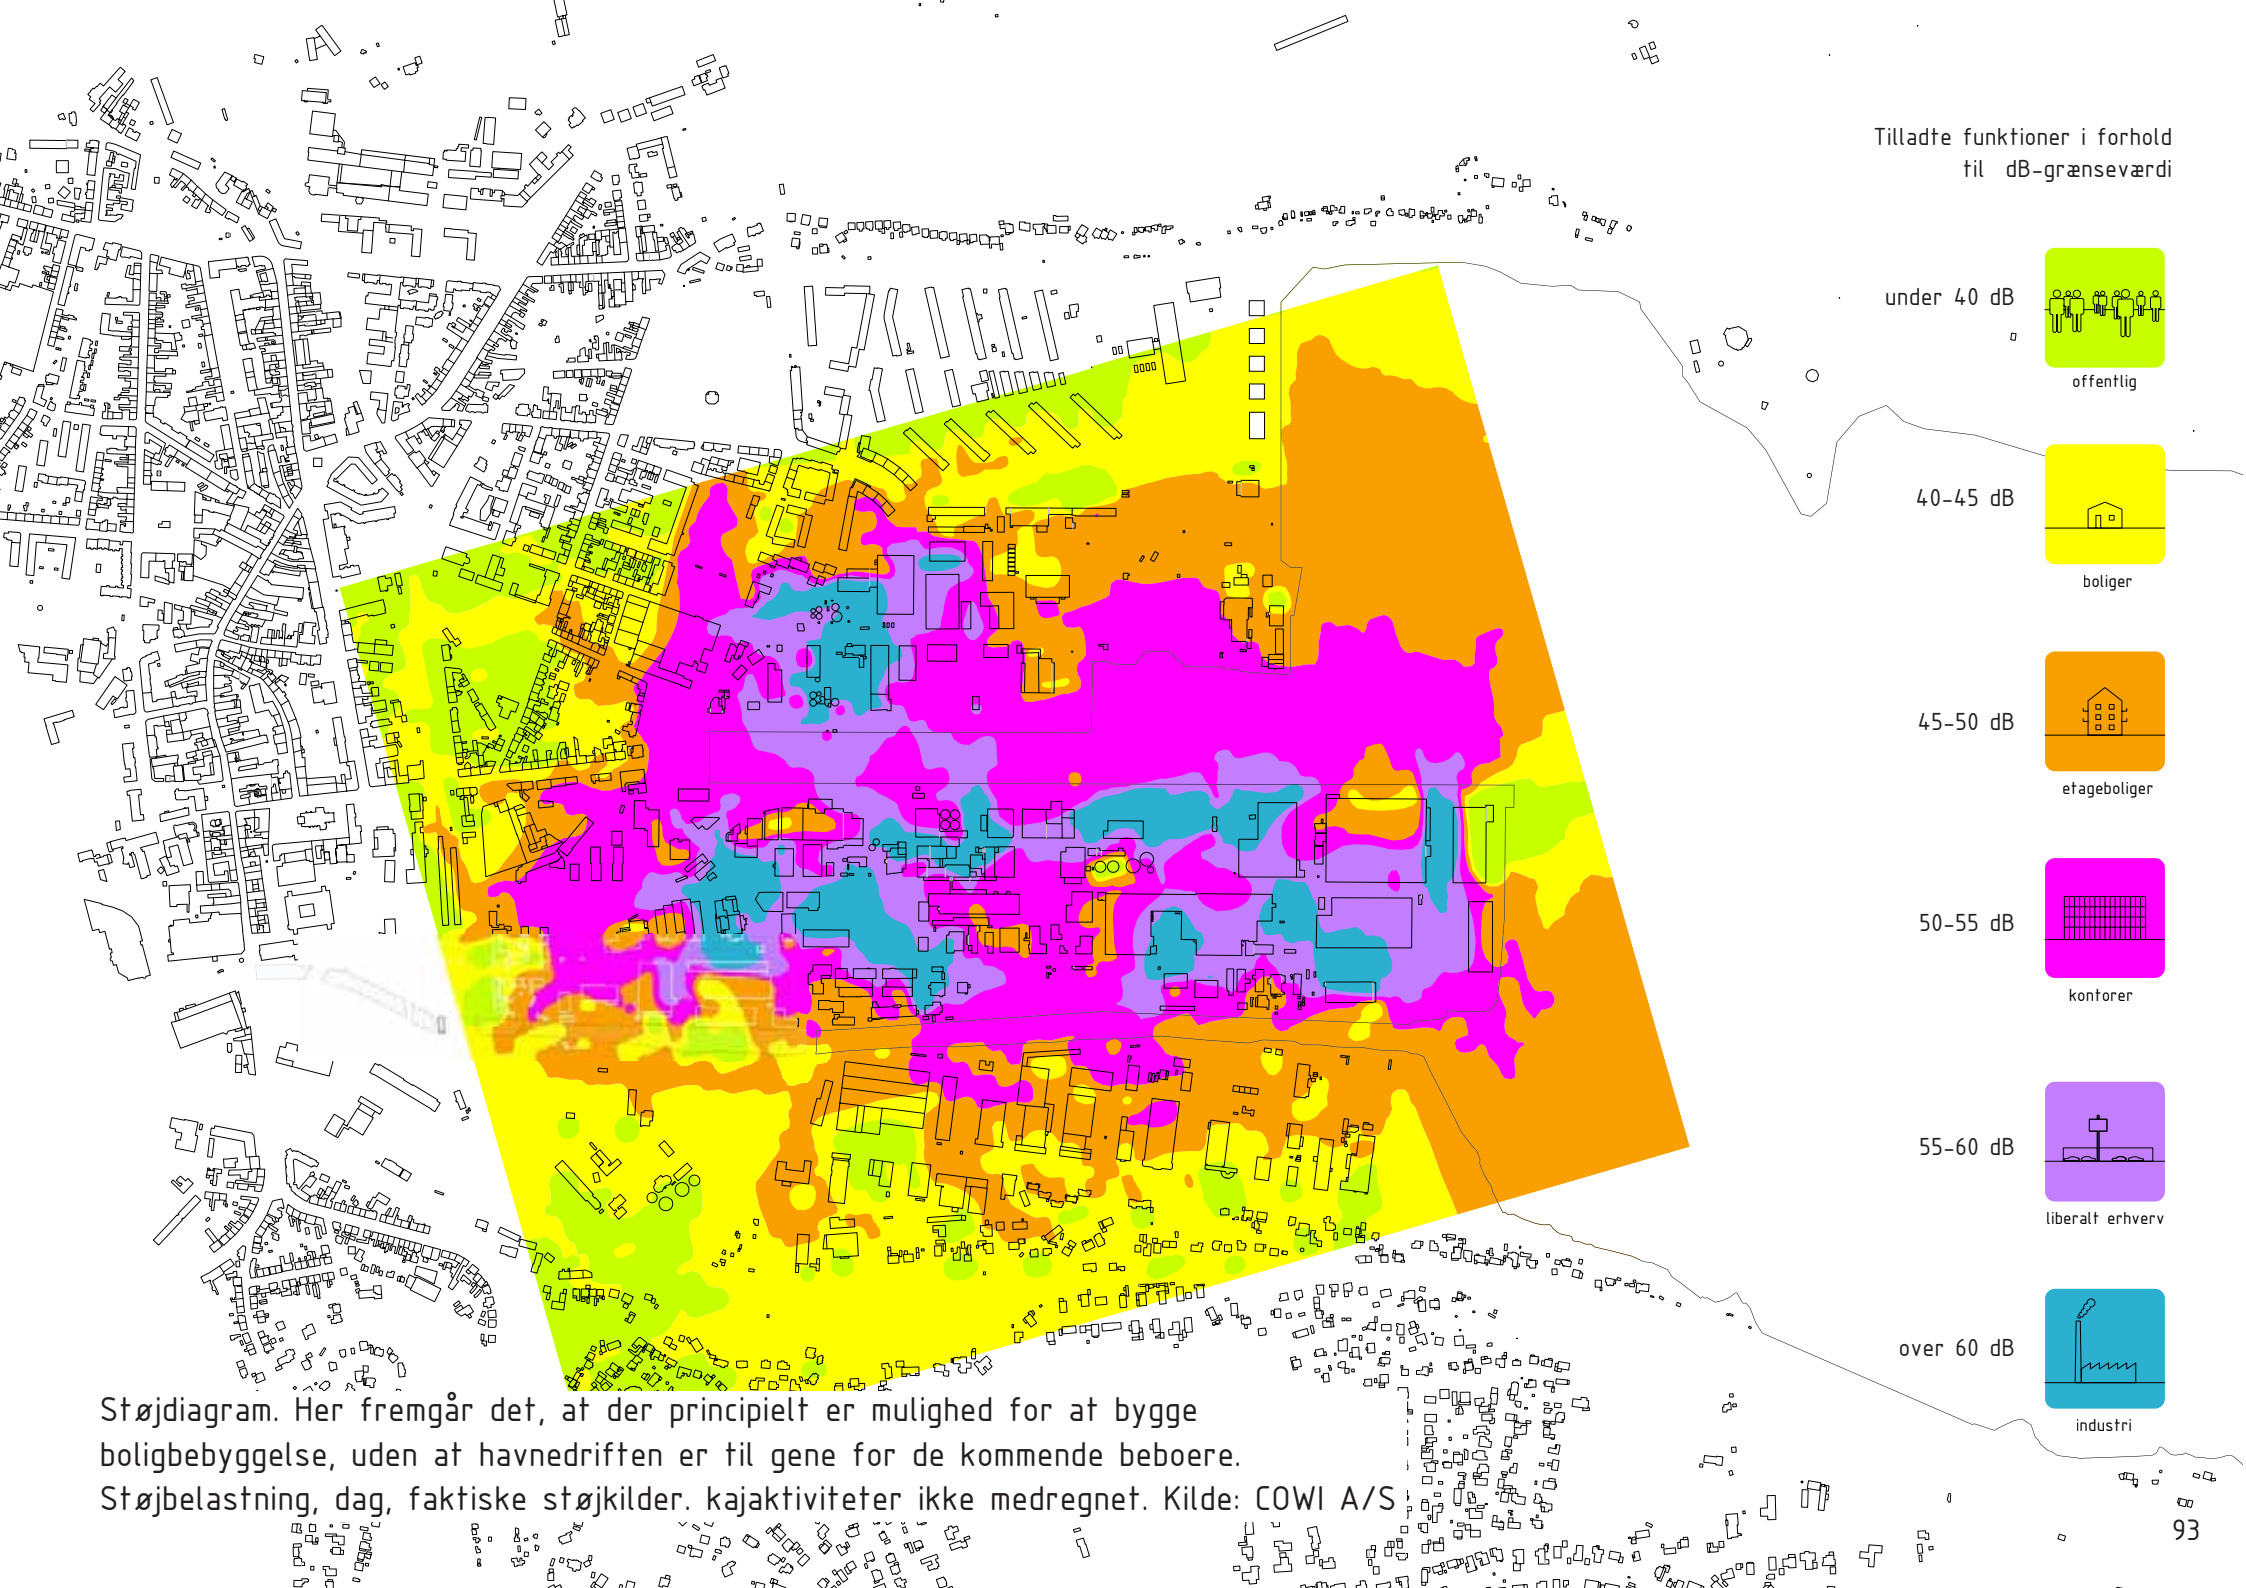 Tilladte funktioner i forhold
til dB-grænseværdi
under 40 dB
offentlig
40-45 dB
boliger
45-50 dB
etageboliger
50-55 dB
kontorer
55-60 dB
liberalt erhverv
over 60 dB
industri
Støjdiagram. Her fremgår det, at der principielt er mulighed for at bygge
boligbebyggelse, uden at havnedriften er til gene for de kommende beboere.
Støjbelastning, dag, faktiske støjkilder. kajaktiviteter ikke medregnet. Kilde: COWI A/S
93